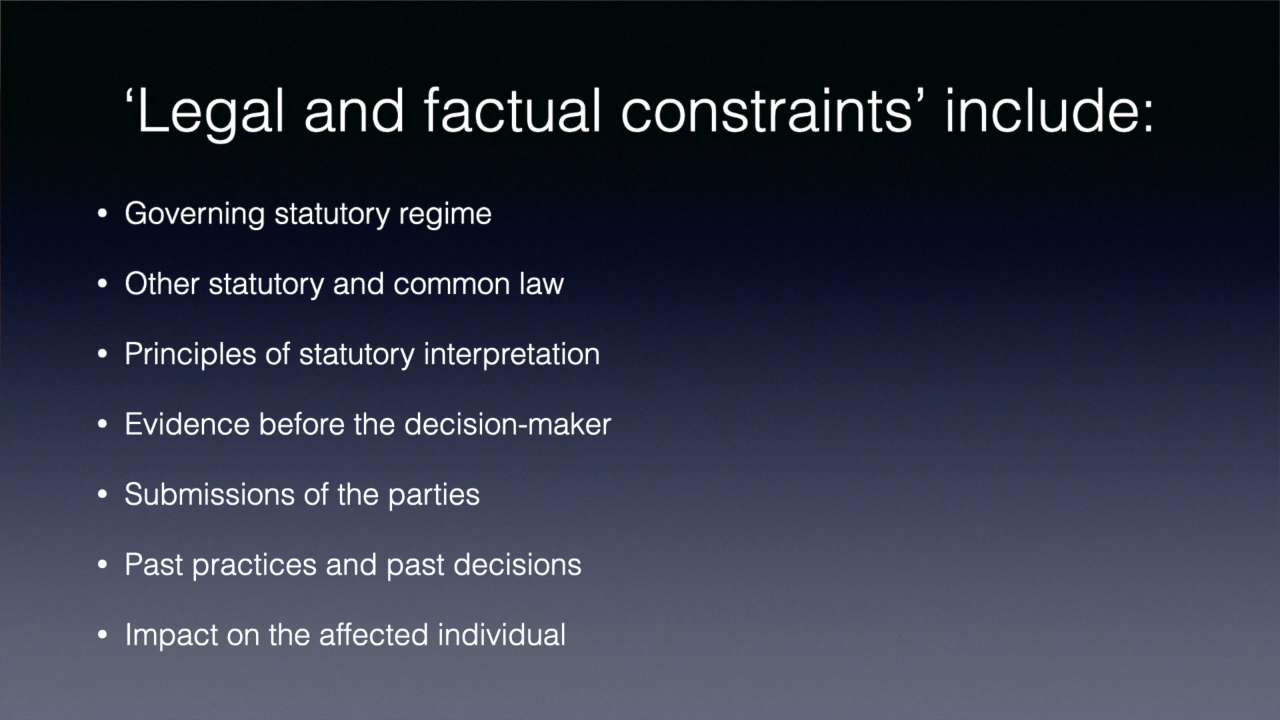 ‘Legal and factual constraints’ include:
• Governing statutory regime
• Other statutory and common law
• Principles of statutory interpretation
• Evidence before the decision-maker
• Submissions of the parties
• Past practices and past decisions
• Impact on the affected individual